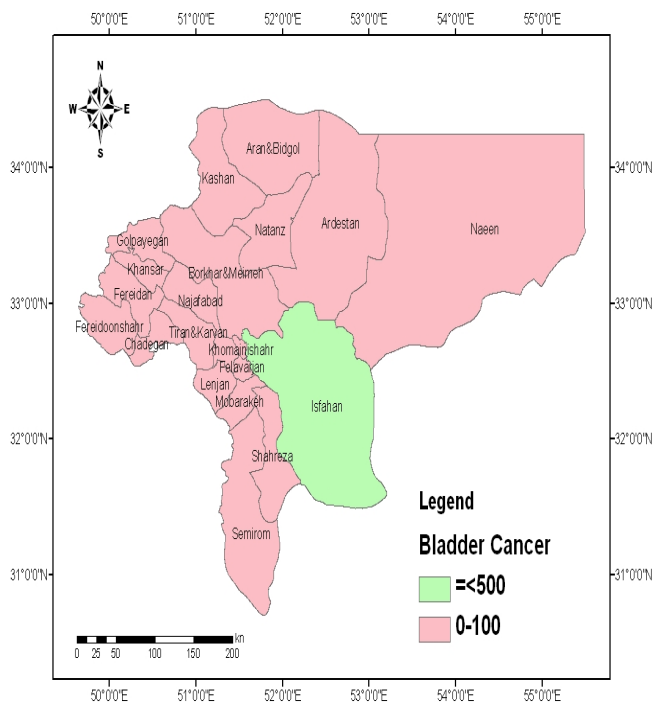 50°0'0"E 51°0'0"E 52°0'0"E 53°0'0"E 54°0'0"E 55°0'0"E
N
W E
S
34°0'0"N 34°0'0"N
33°0'0"N 33°0'0"N
32°0'0"N 32°0'0"N
31°0'0"N 31°0'0"N
Aran&Bidgol
Kashan
Natanz
Ardestan
Naeen
Golpayegan
Khansar
Borkhar&Meimeh
Fereidan
Najafabad
Fereidoonshahr
Tiran&Karvan
Chadegan
Khomainishahr
Felavarjan
Lenjan
Mobarakeh
Isfahan
Shahreza
Semirom
Legend
Bladder Cancer
=<500
0-100
km
0 25 50 100 150 200
50°0'0"E 51°0'0"E 52°0'0"E 53°0'0"E 54°0'0"E 55°0'0"E